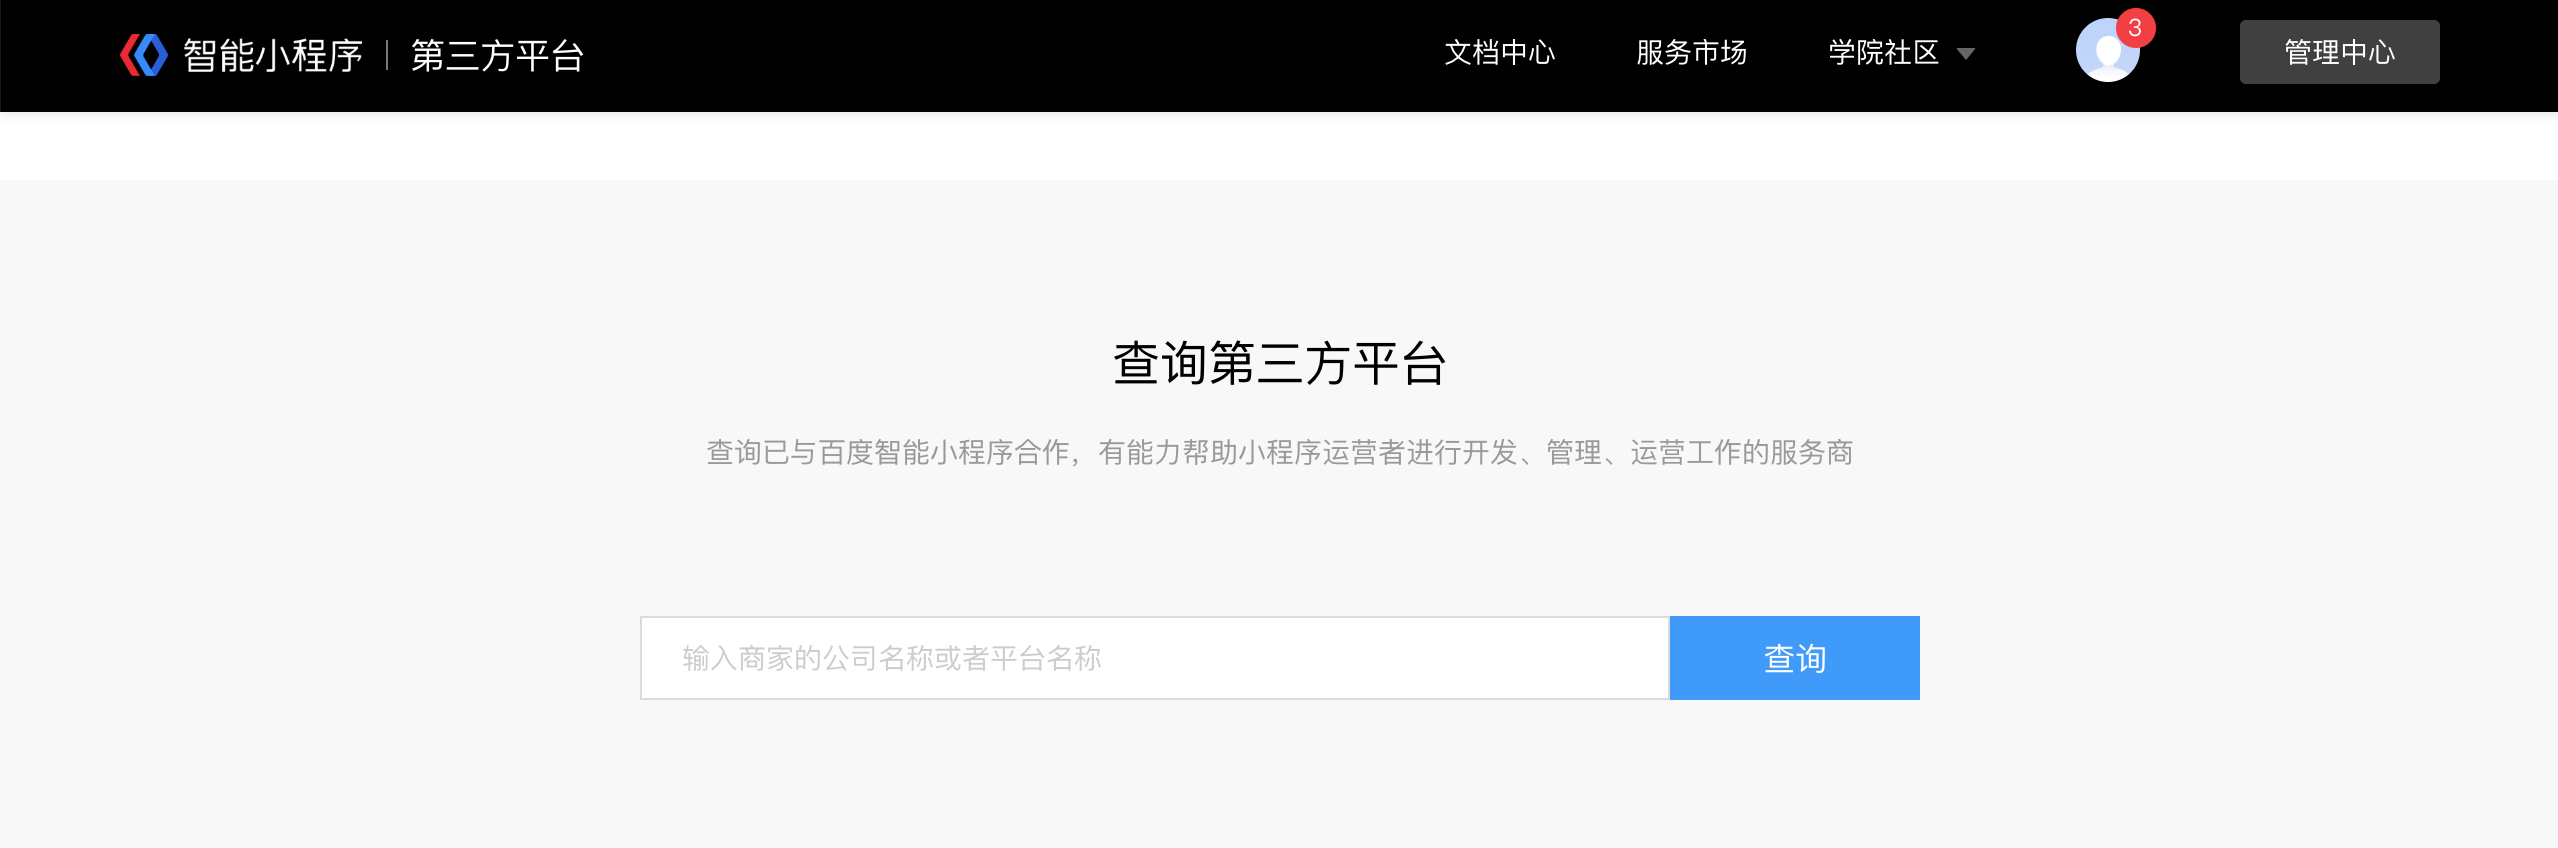 智能小程序 | 第三方平台 文档中心 服务市场 学院社区 3 管理中心
查询第三方平台
查询已与百度智能小程序合作，有能力帮助小程序运营者进行开发、管理、运营工作的服务商
输入商家的公司名称或者平台名称 查询